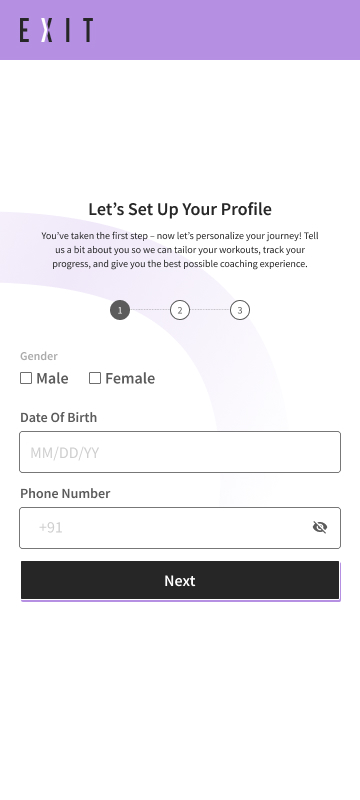 EXIT
Let's Set Up Your Profile
You've taken the first step – now let's personalize your journey! Tell
us a bit about you so we can tailor your workouts, track your
progress, and give you the best possible coaching experience.
1 2 3
Gender
Male Female
Date Of Birth
MM/DD/YY
Phone Number
+91
Next